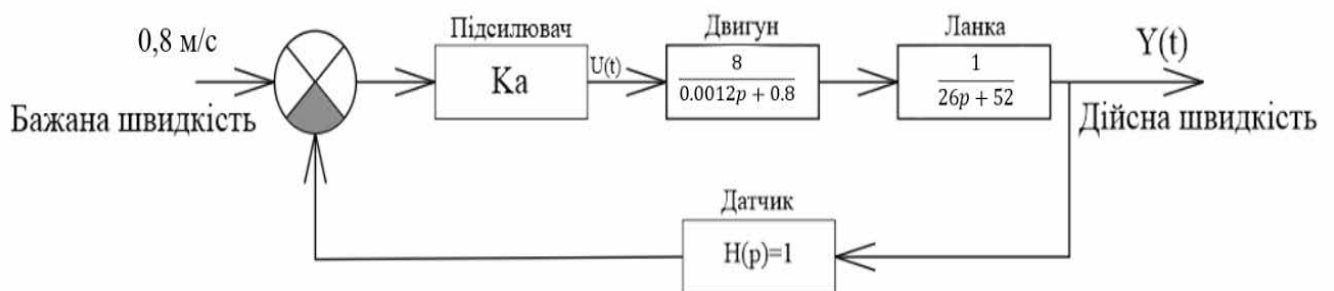 0,8 м/с
Бажана швидкість
Підсилювач
Ka
U(t)
Двигун
8
0.0012p + 0.8
Ланка
1
26p + 52
Y(t)
Дійсна швидкість
Датчик
H(p)=1